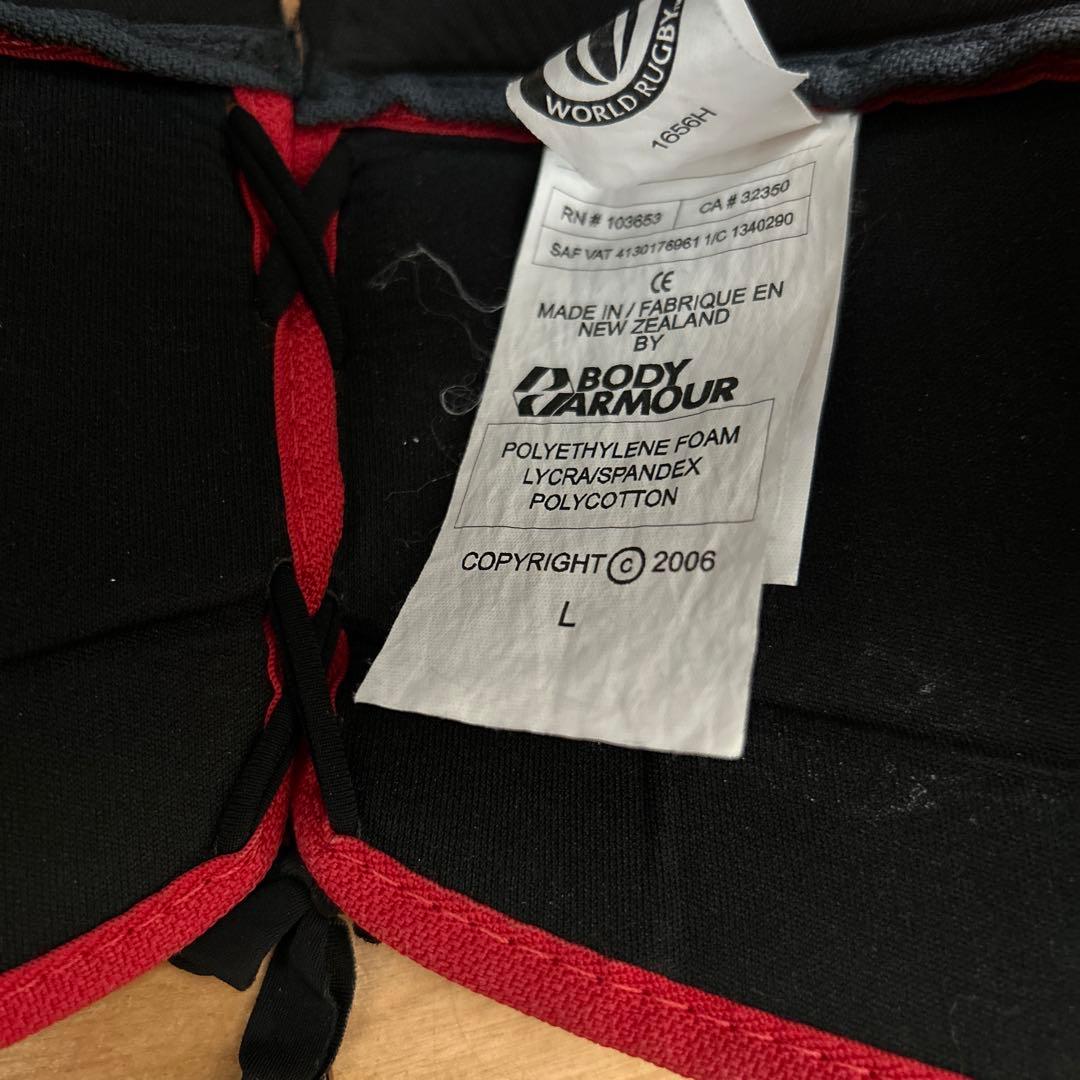 WORLD RUGBY™
1656H
RN # 103653 CA # 32350
SAF VAT 4130176961 1/C 1340290
CE
MADE IN / FABRIQUE EN
NEW ZEALAND
BY
BODY
ARMOUR
POLYETHYLENE FOAM
LYCRA/SPANDEX
POLYCOTTON
COPYRIGHT © 2006
L